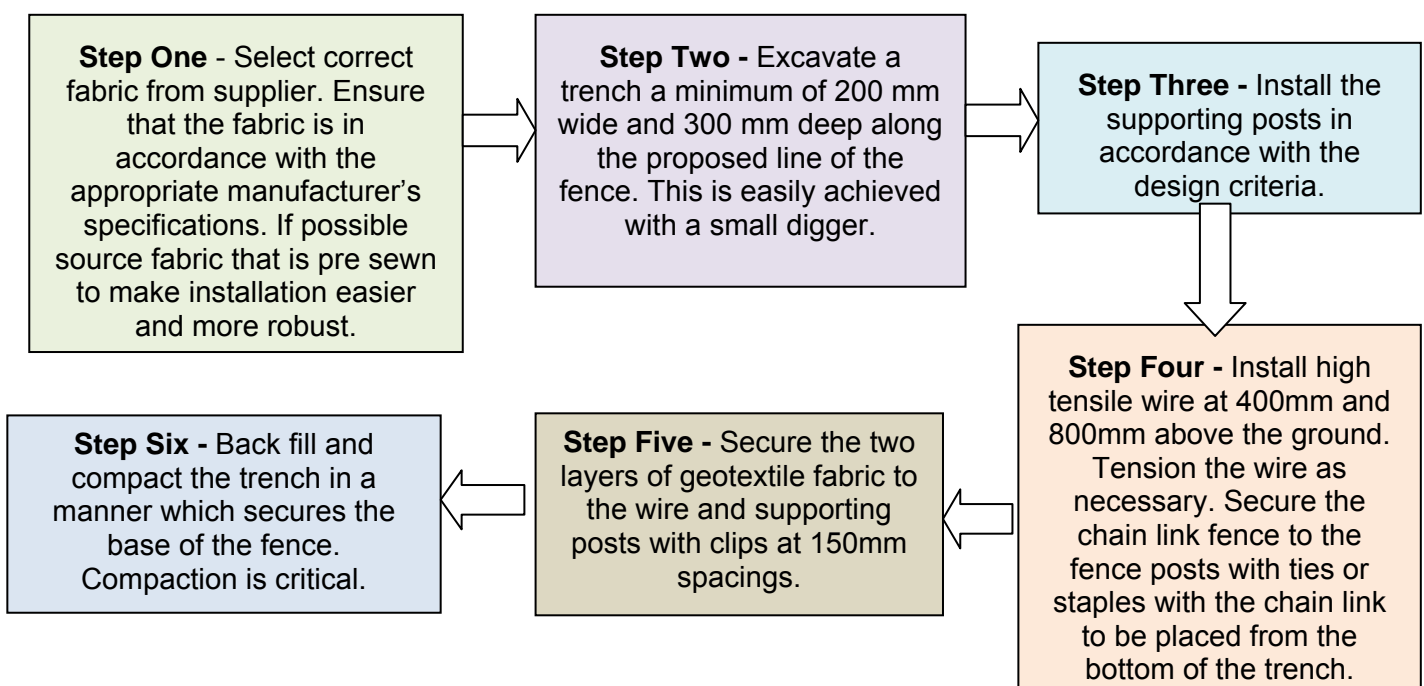 Step One - Select correct
fabric from supplier. Ensure
that the fabric is in
accordance with the
appropriate manufacturer’s
specifications. If possible
source fabric that is pre sewn
to make installation easier
and more robust.
Step Two - Excavate a
trench a minimum of 200 mm
wide and 300 mm deep along
the proposed line of the
fence. This is easily achieved
with a small digger.
Step Three - Install the
supporting posts in
accordance with the
design criteria.
Step Four - Install high
tensile wire at 400mm and
800mm above the ground.
Tension the wire as
necessary. Secure the
chain link fence to the
fence posts with ties or
staples with the chain link
to be placed from the
bottom of the trench.
Step Five - Secure the two
layers of geotextile fabric to
the wire and supporting
posts with clips at 150mm
spacings.
Step Six - Back fill and
compact the trench in a
manner which secures the
base of the fence.
Compaction is critical.